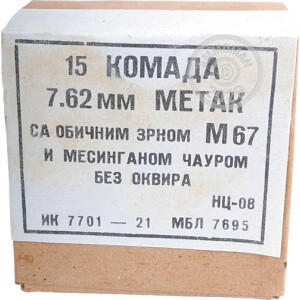 15 КОМАДА
7.62 мм МЕТАК
СА ОБИЧНИМ ЗРНОМ М 67
И МЕСИНГАНОМ ЧАУРОМ
БЕЗ ОКВИРА
НЦ-08
ИК 7701 — 21 МБЛ 7695